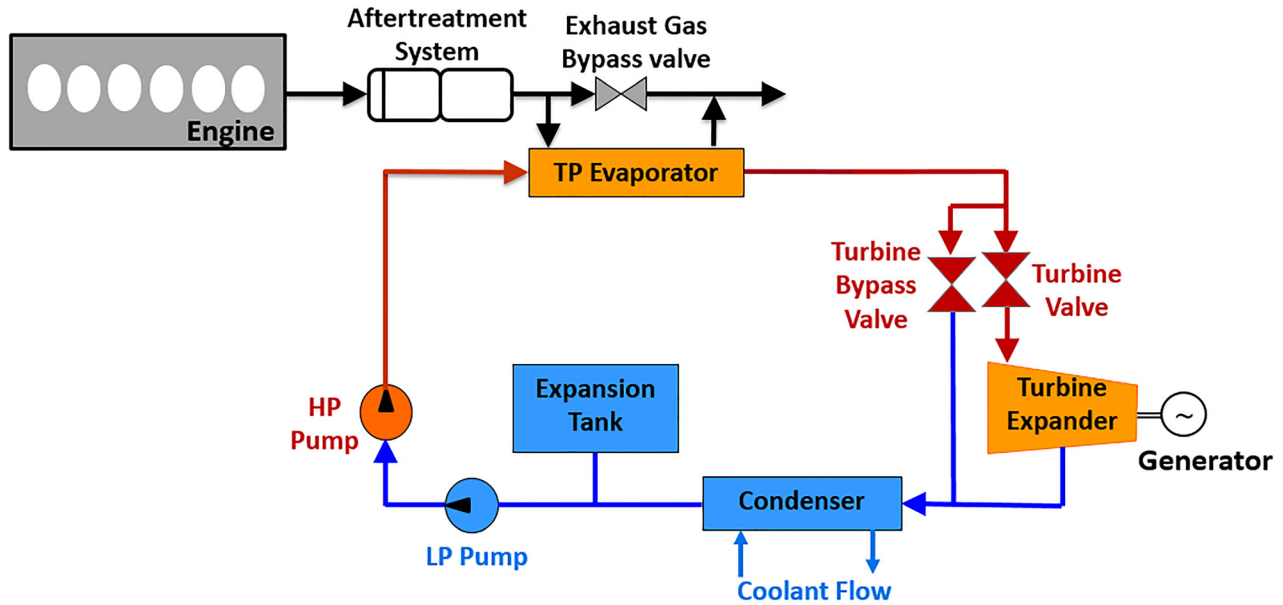 Aftertreatment
System
Exhaust Gas
Bypass valve
Engine
TP Evaporator
Turbine
Bypass
Valve
Turbine
Valve
Expansion
Tank
Turbine
Expander
~
HP
Pump
Generator
Condenser
LP Pump
Coolant Flow